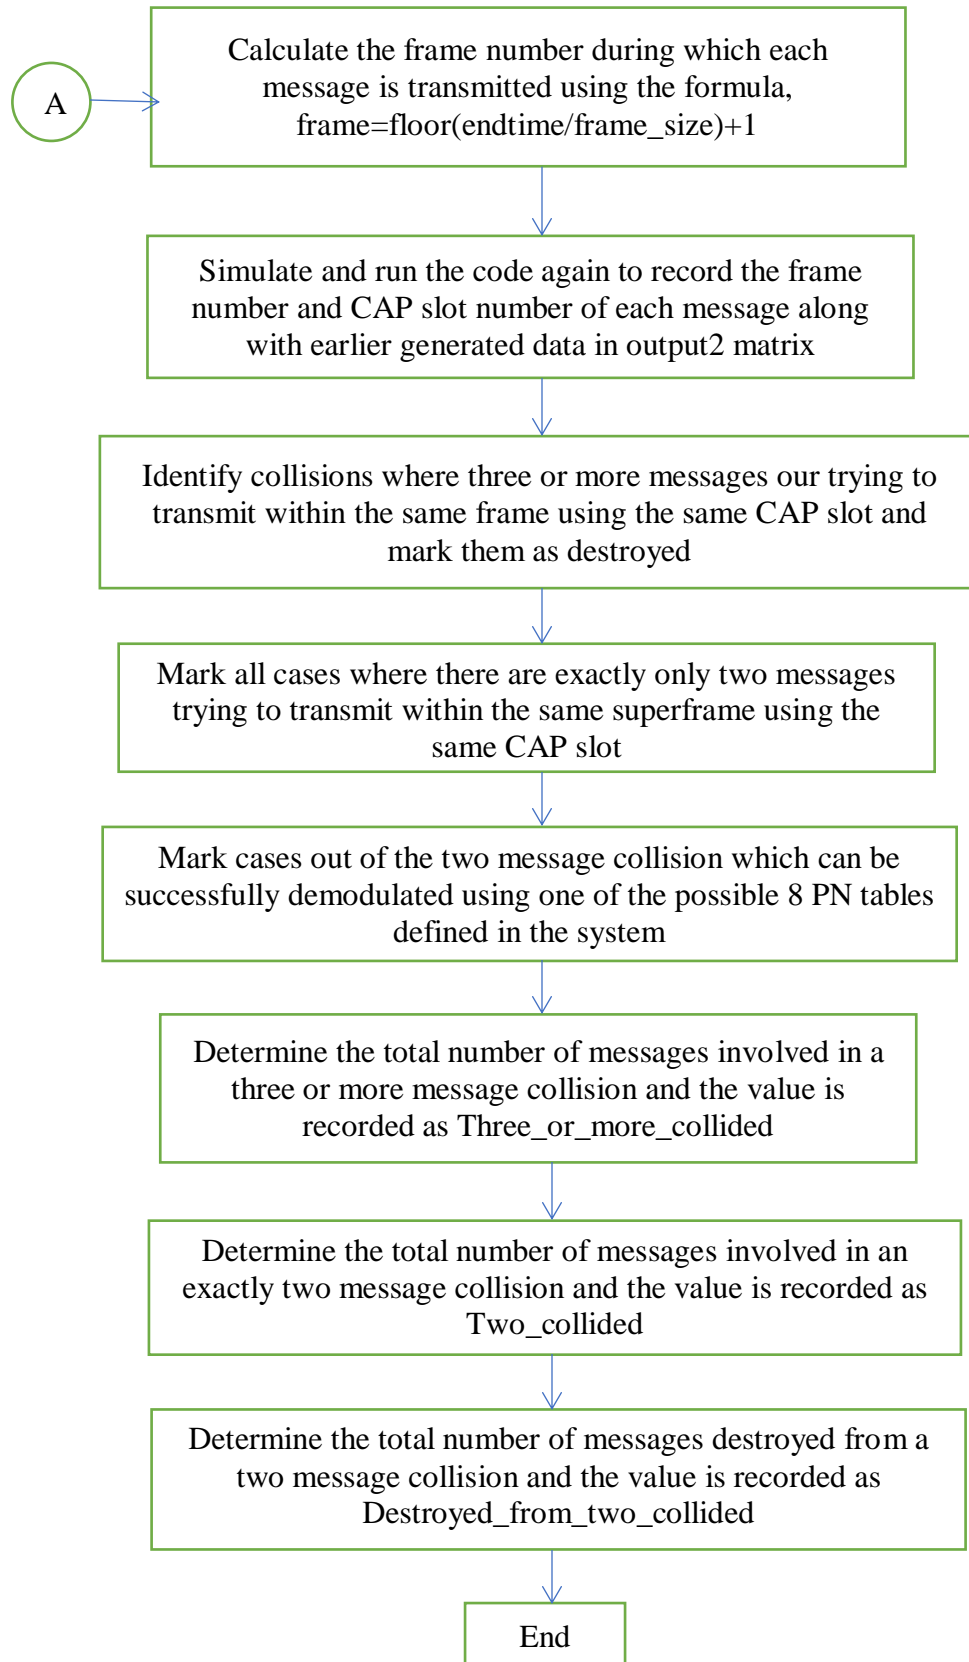 A
Calculate the frame number during which each
message is transmitted using the formula,
frame=floor(endtime/frame_size)+1
Simulate and run the code again to record the frame
number and CAP slot number of each message along
with earlier generated data in output2 matrix
Identify collisions where three or more messages our trying to
transmit within the same frame using the same CAP slot and
mark them as destroyed
Mark all cases where there are exactly only two messages
trying to transmit within the same superframe using the
same CAP slot
Mark cases out of the two message collision which can be
successfully demodulated using one of the possible 8 PN tables
defined in the system
Determine the total number of messages involved in a
three or more message collision and the value is
recorded as Three_or_more_collided
Determine the total number of messages involved in an
exactly two message collision and the value is recorded as
Two_collided
Determine the total number of messages destroyed from a
two message collision and the value is recorded as
Destroyed_from_two_collided
End